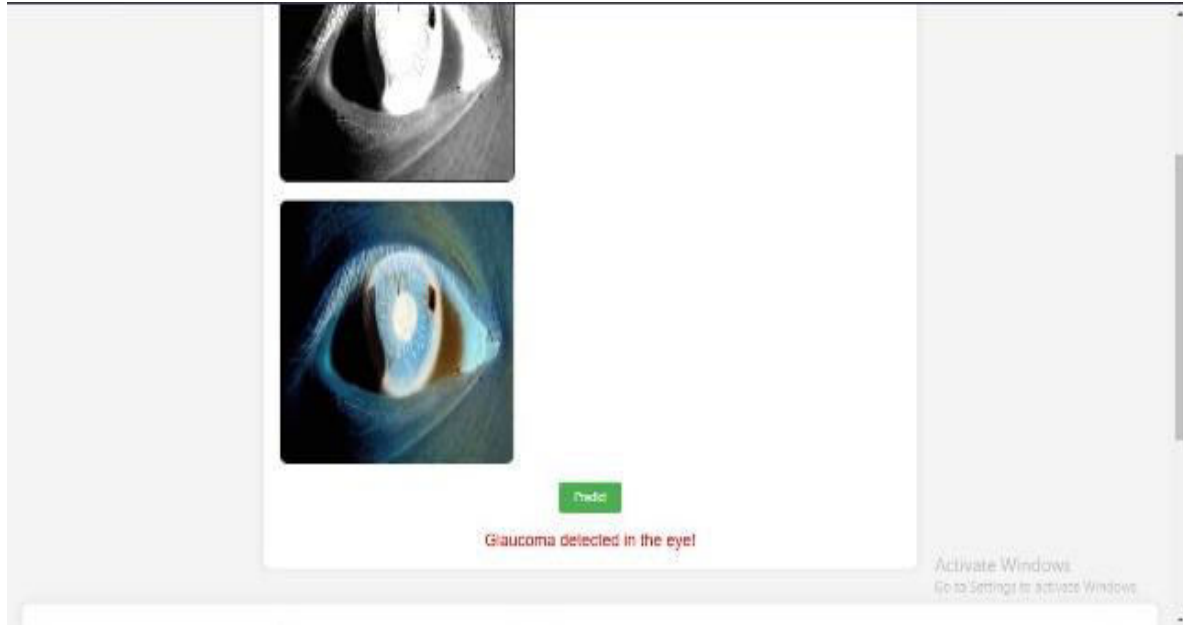 Predict
Glaucoma detected in the eye!
Activate Windows
Go to Settings to activate Windows